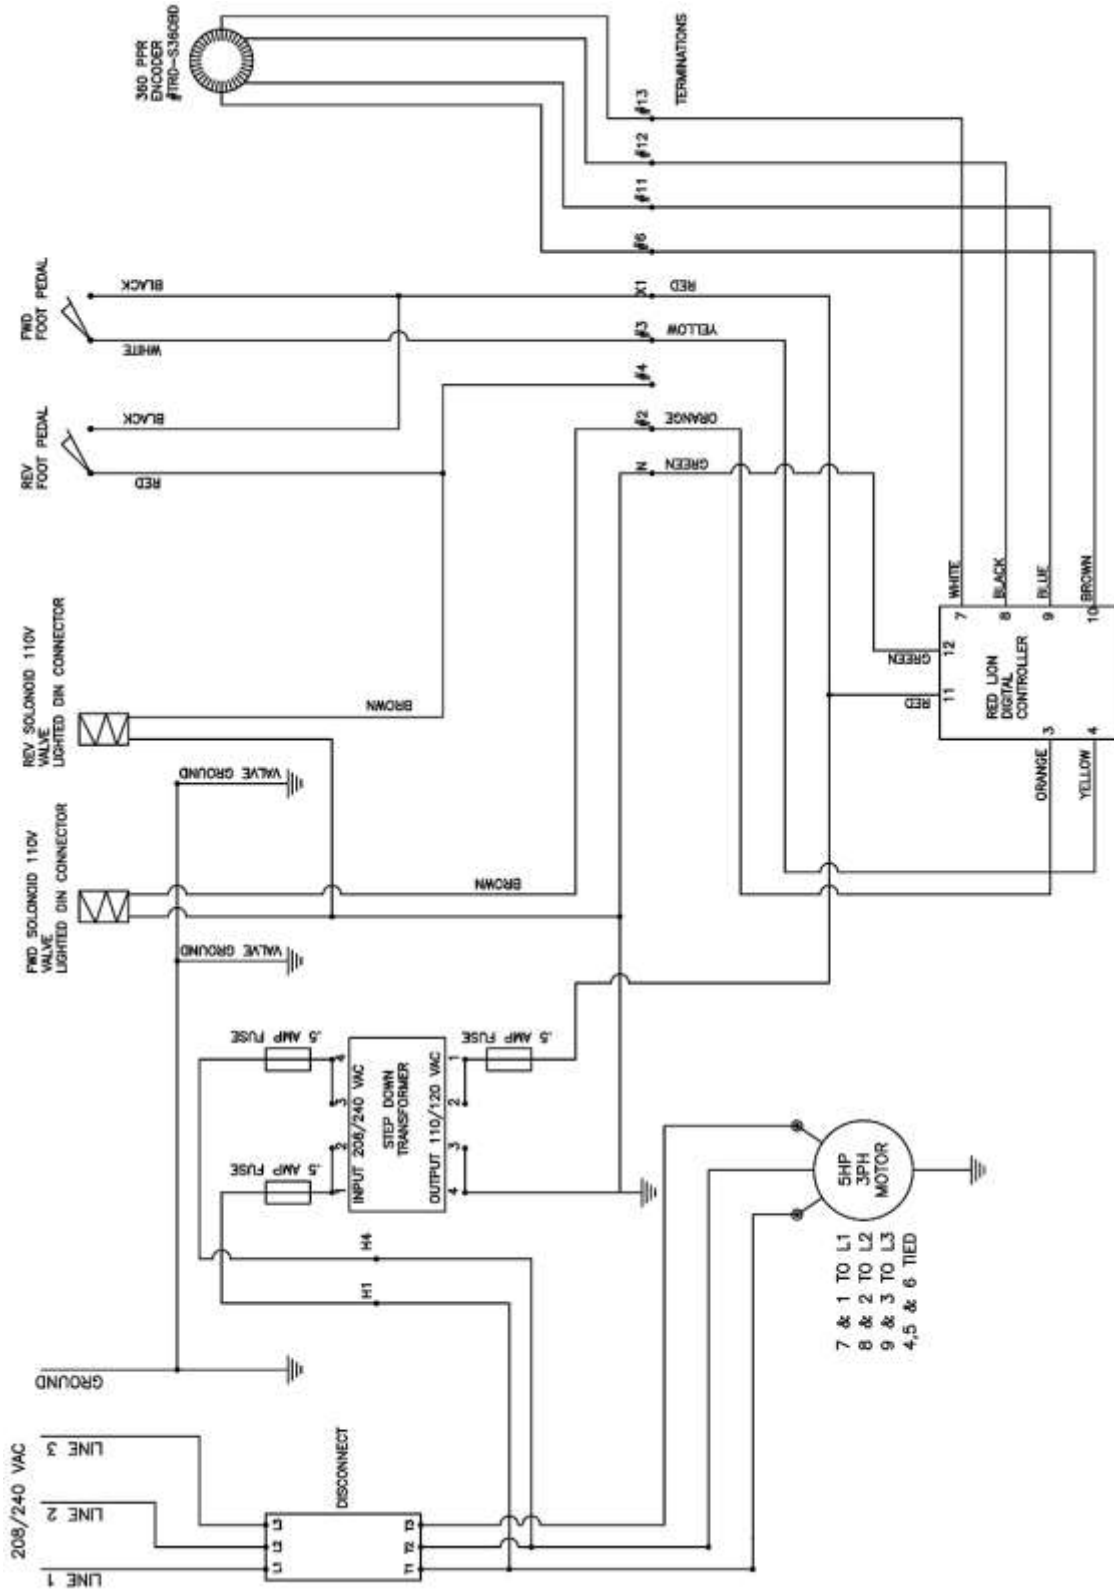 208/240 VAC
LINE 1
LINE 2
LINE 3
GROUND
L1
L2
L3
DISCONNECT
T1
T2
T3
H1
H4
.5 AMP FUSE
.5 AMP FUSE
1
2
3
4
INPUT 208/240 VAC
STEP DOWN
TRANSFORMER
OUTPUT 110/120 VAC
4
3
2
1
.5 AMP FUSE
5HP
3PH
MOTOR
7 & 1 TO L1
8 & 2 TO L2
9 & 3 TO L3
4,5 & 6 TIED
FWD SOLONOID 110V
VALVE
LIGHTED DIN CONNECTOR
VALVE GROUND
BROWN
REV SOLONOID 110V
VALVE
LIGHTED DIN CONNECTOR
VALVE GROUND
BROWN
REV
FOOT PEDAL
RED
BLACK
FWD
FOOT PEDAL
WHITE
BLACK
360 PPR
ENCODER
#TRD-S360BD
N
#2
#4
#3
X1
#6
#11
#12
#13
TERMINATIONS
GREEN
ORANGE
YELLOW
RED
RED
GREEN
11
12
RED LION
DIGITAL
CONTROLLER
WHITE
7
BLACK
8
BLUE
9
BROWN
10
ORANGE
3
YELLOW
4